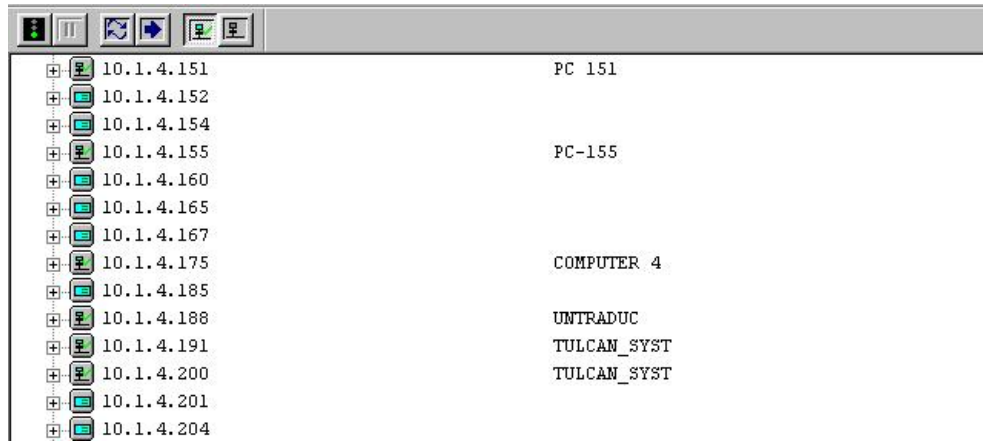 10.1.4.151 PC 151
10.1.4.152
10.1.4.154
10.1.4.155 PC-155
10.1.4.160
10.1.4.165
10.1.4.167
10.1.4.175 COMPUTER 4
10.1.4.185
10.1.4.188 UNTRADUC
10.1.4.191 TULCAN_SYST
10.1.4.200 TULCAN_SYST
10.1.4.201
10.1.4.204